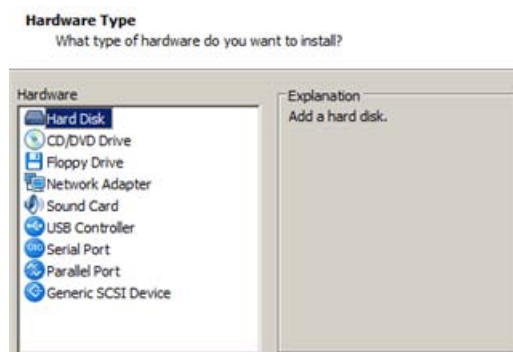 Hardware Type
What type of hardware do you want to install?
Hardware
Hard Disk
CD/DVD Drive
Floppy Drive
Network Adapter
Sound Card
USB Controller
Serial Port
Parallel Port
Generic SCSI Device
Explanation
Add a hard disk.